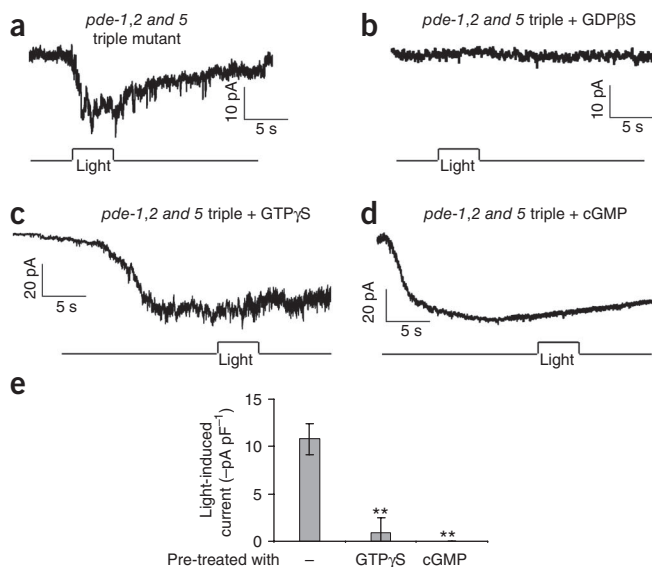 a
pde-1,2 and 5
triple mutant
10 pA
5 s
Light
b
pde-1,2 and 5 triple + GDPβS
10 pA
5 s
Light
c
pde-1,2 and 5 triple + GTPγS
20 pA
5 s
Light
d
pde-1,2 and 5 triple + cGMP
20 pA
5 s
Light
e
Light-induced
current (–pA pF⁻¹)
15
10
5
0
**
**
Pre-treated with – GTPγS cGMP